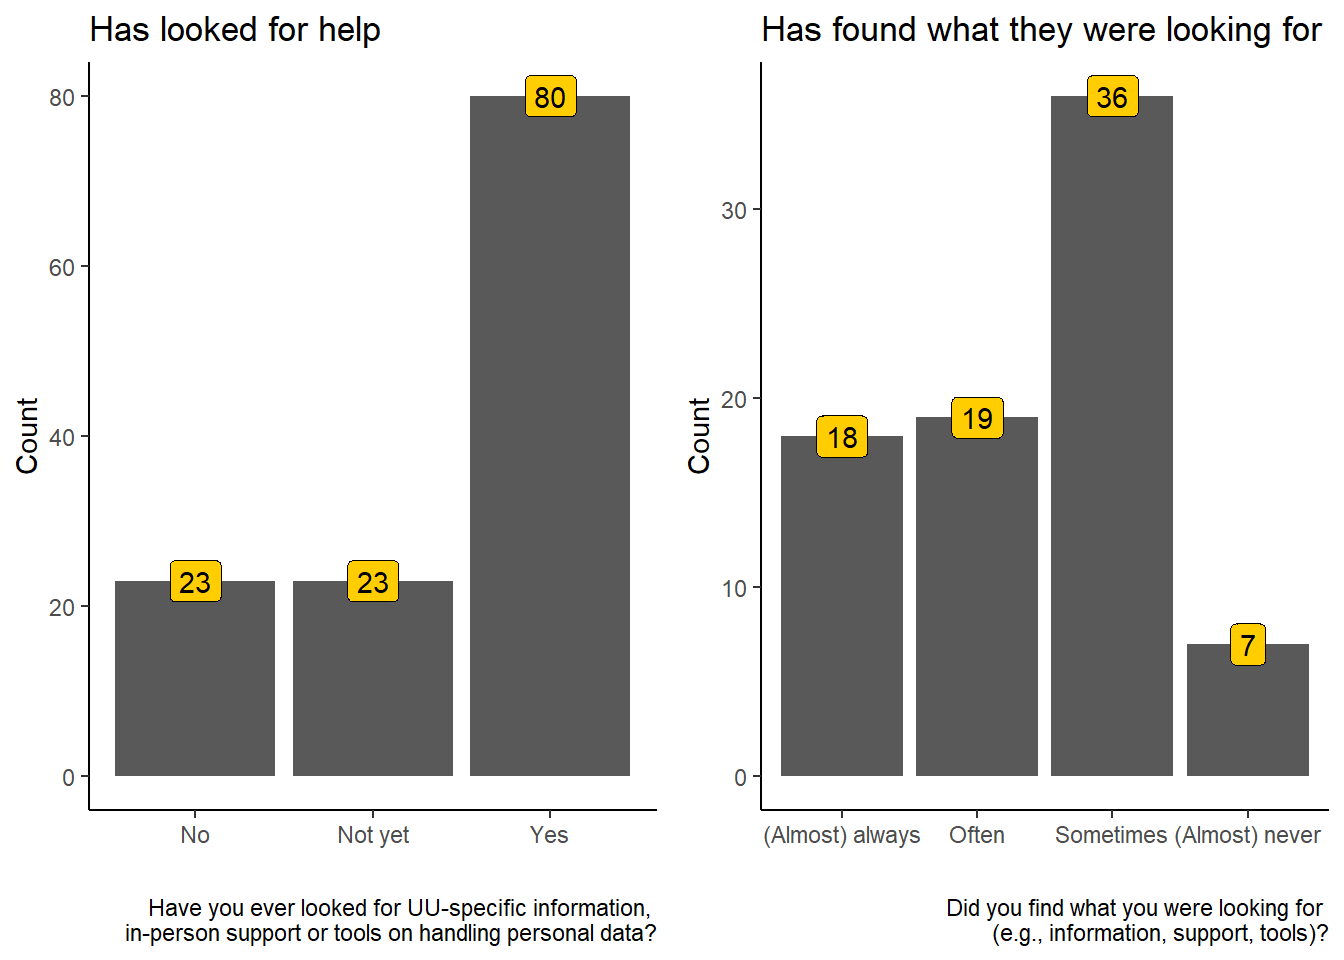 Has looked for help
Count
80
60
40
20
0
23
23
80
No
Not yet
Yes
Have you ever looked for UU-specific information,
in-person support or tools on handling personal data?
Has found what they were looking for
Count
30
20
10
0
18
19
36
7
(Almost) always
Often
Sometimes
(Almost) never
Did you find what you were looking for
(e.g., information, support, tools)?